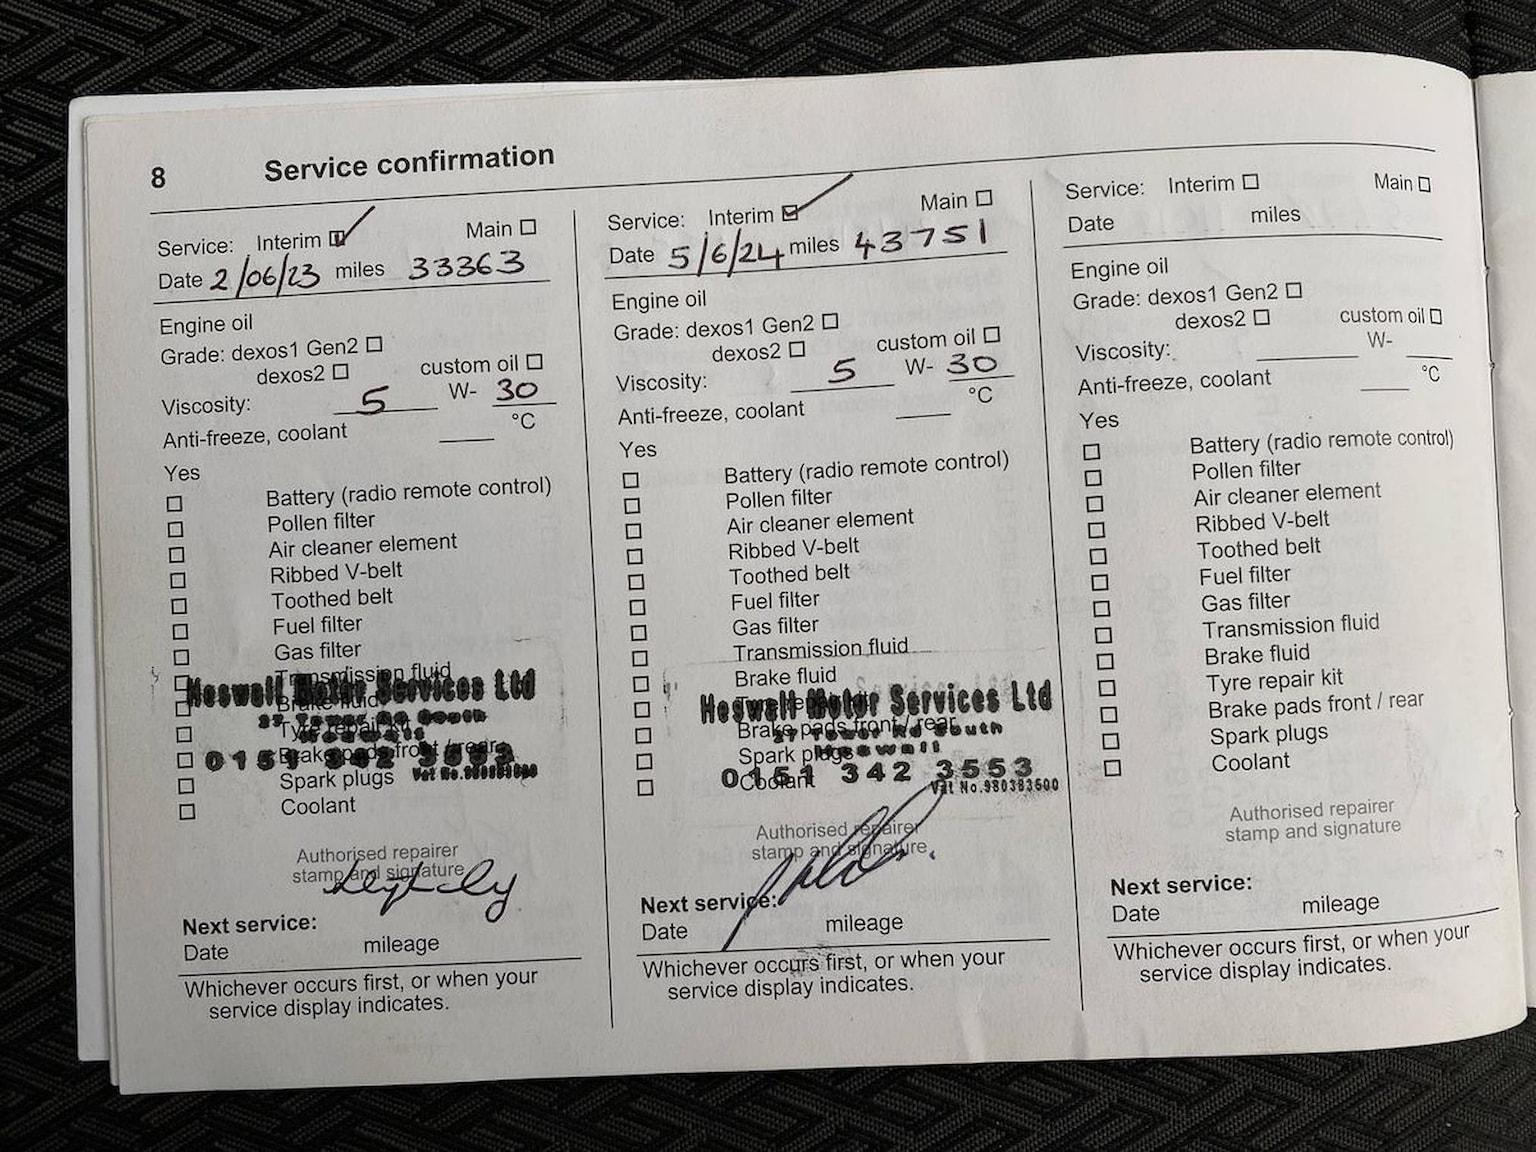 8 Service confirmation
Service: Interim Main
Date 2/06/23 miles 33363
Engine oil
Grade: dexos1 Gen2
dexos2 custom oil
Viscosity: 5 W- 30
Anti-freeze, coolant °C
Yes
Battery (radio remote control)
Pollen filter
Air cleaner element
Ribbed V-belt
Toothed belt
Fuel filter
Gas filter
Transmission fluid
Heswall Motor Services Ltd
Brake fluid
27 Tower Rd South
Tyre repair kit
Heswall
Brake pads front / rear
0151 342 3553
Spark plugs
Vat No.980383600
Coolant
Authorised repairer
stamp and signature
Next service:
Date mileage
Whichever occurs first, or when your
service display indicates.
Service: Interim Main
Date 5/6/24 miles 43751
Engine oil
Grade: dexos1 Gen2
dexos2 custom oil
Viscosity: 5 W- 30
Anti-freeze, coolant °C
Yes
Battery (radio remote control)
Pollen filter
Air cleaner element
Ribbed V-belt
Toothed belt
Fuel filter
Gas filter
Transmission fluid
Brake fluid
Heswall Motor Services Ltd
Tyre repair kit
Brake pads front / rear
27 Tower Rd South
Heswall
Spark plugs
0151 342 3553
Coolant
Vat No.980383600
Authorised repairer
stamp and signature.
Next service:
Date mileage
Whichever occurs first, or when your
service display indicates.
Service: Interim Main
Date miles
Engine oil
Grade: dexos1 Gen2
dexos2 custom oil
Viscosity: W-
Anti-freeze, coolant °C
Yes
Battery (radio remote control)
Pollen filter
Air cleaner element
Ribbed V-belt
Toothed belt
Fuel filter
Gas filter
Transmission fluid
Brake fluid
Tyre repair kit
Brake pads front / rear
Spark plugs
Coolant
Authorised repairer
stamp and signature
Next service:
Date mileage
Whichever occurs first, or when your
service display indicates.